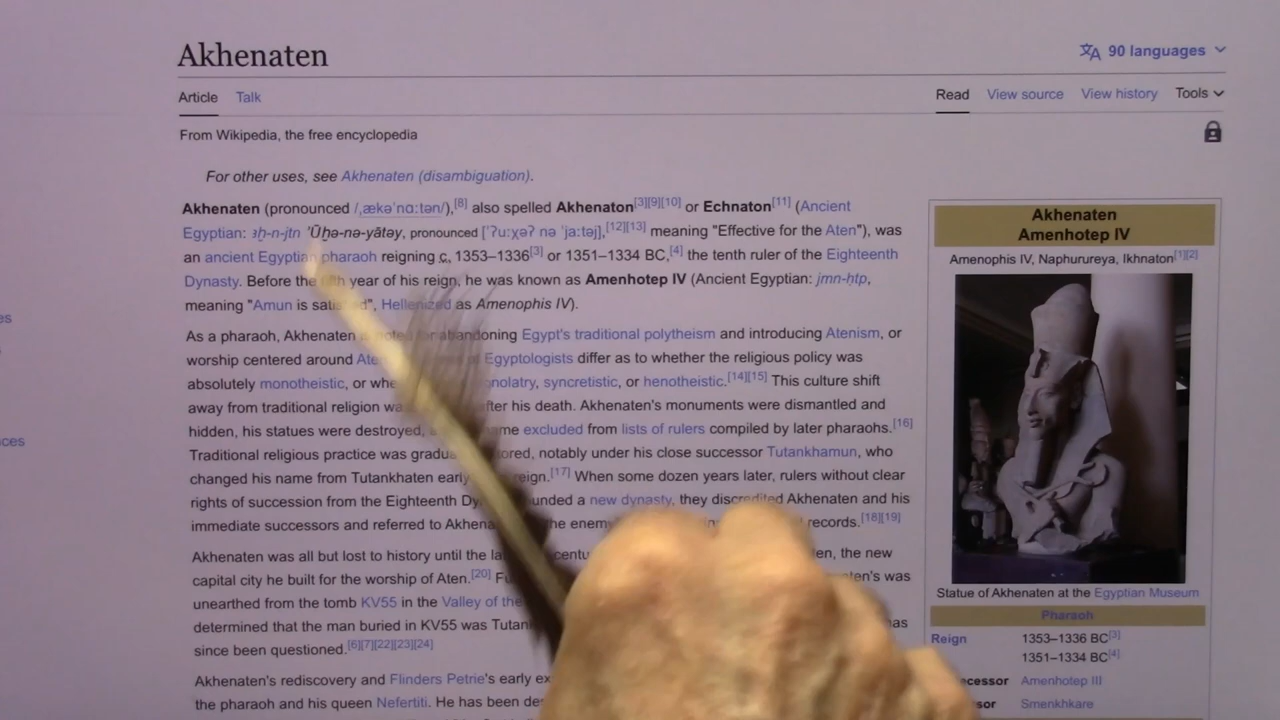 Akhenaten
90 languages
Article Talk
Read View source View history Tools
From Wikipedia, the free encyclopedia
For other uses, see Akhenaten (disambiguation).
Akhenaten (pronounced /ˌækəˈnɑːtən/),[8] also spelled Akhenaton[3][9][10] or Echnaton[11] (Ancient
Egyptian: ꜣḫ-n-jtn ʾŪḫə-nə-yātəy, pronounced [ˈʔuːχəʔ nə ˈjaːtəj],[12][13] meaning "Effective for the Aten"), was
an ancient Egyptian pharaoh reigning c. 1353–1336[3] or 1351–1334 BC,[4] the tenth ruler of the Eighteenth
Dynasty. Before the year of his reign, he was known as Amenhotep IV (Ancient Egyptian: jmn-ḥtp,
meaning "Amun is", Hellenized as Amenophis IV).
As a pharaoh, Akhenaten noted for abandoning Egypt's traditional polytheism and introducing Atenism, or
worship centered around Egyptologists differ as to whether the religious policy was
absolutely monotheistic, or syncretistic, or henotheistic.[14][15] This culture shift
away from traditional religion after his death. Akhenaten's monuments were dismantled and
hidden, his statues were destroyed, excluded from lists of rulers compiled by later pharaohs.[16]
Traditional religious practice was notably under his close successor Tutankhamun, who
changed his name from Tutankhaten early reign.[17] When some dozen years later, rulers without clear
rights of succession from the Eighteenth a new dynasty, they discredited Akhenaten and his
immediate successors and referred to the enemy records.[18][19]
Akhenaten was all but lost to history until the the new
capital city he built for the worship of Aten.[20] was
unearthed from the tomb KV55 in the Valley of the
determined that the man buried in KV55 was has
since been questioned.[6][7][22][23][24]
Akhenaten's rediscovery and Flinders Petrie's early
the pharaoh and his queen Nefertiti. He has been
Akhenaten
Amenhotep IV
Amenophis IV, Naphurureya, Ikhnaton[1][2]
Statue of Akhenaten at the Egyptian Museum
Pharaoh
Reign 1353–1336 BC[3]
1351–1334 BC[4]
Amenhotep III
Smenkhkare